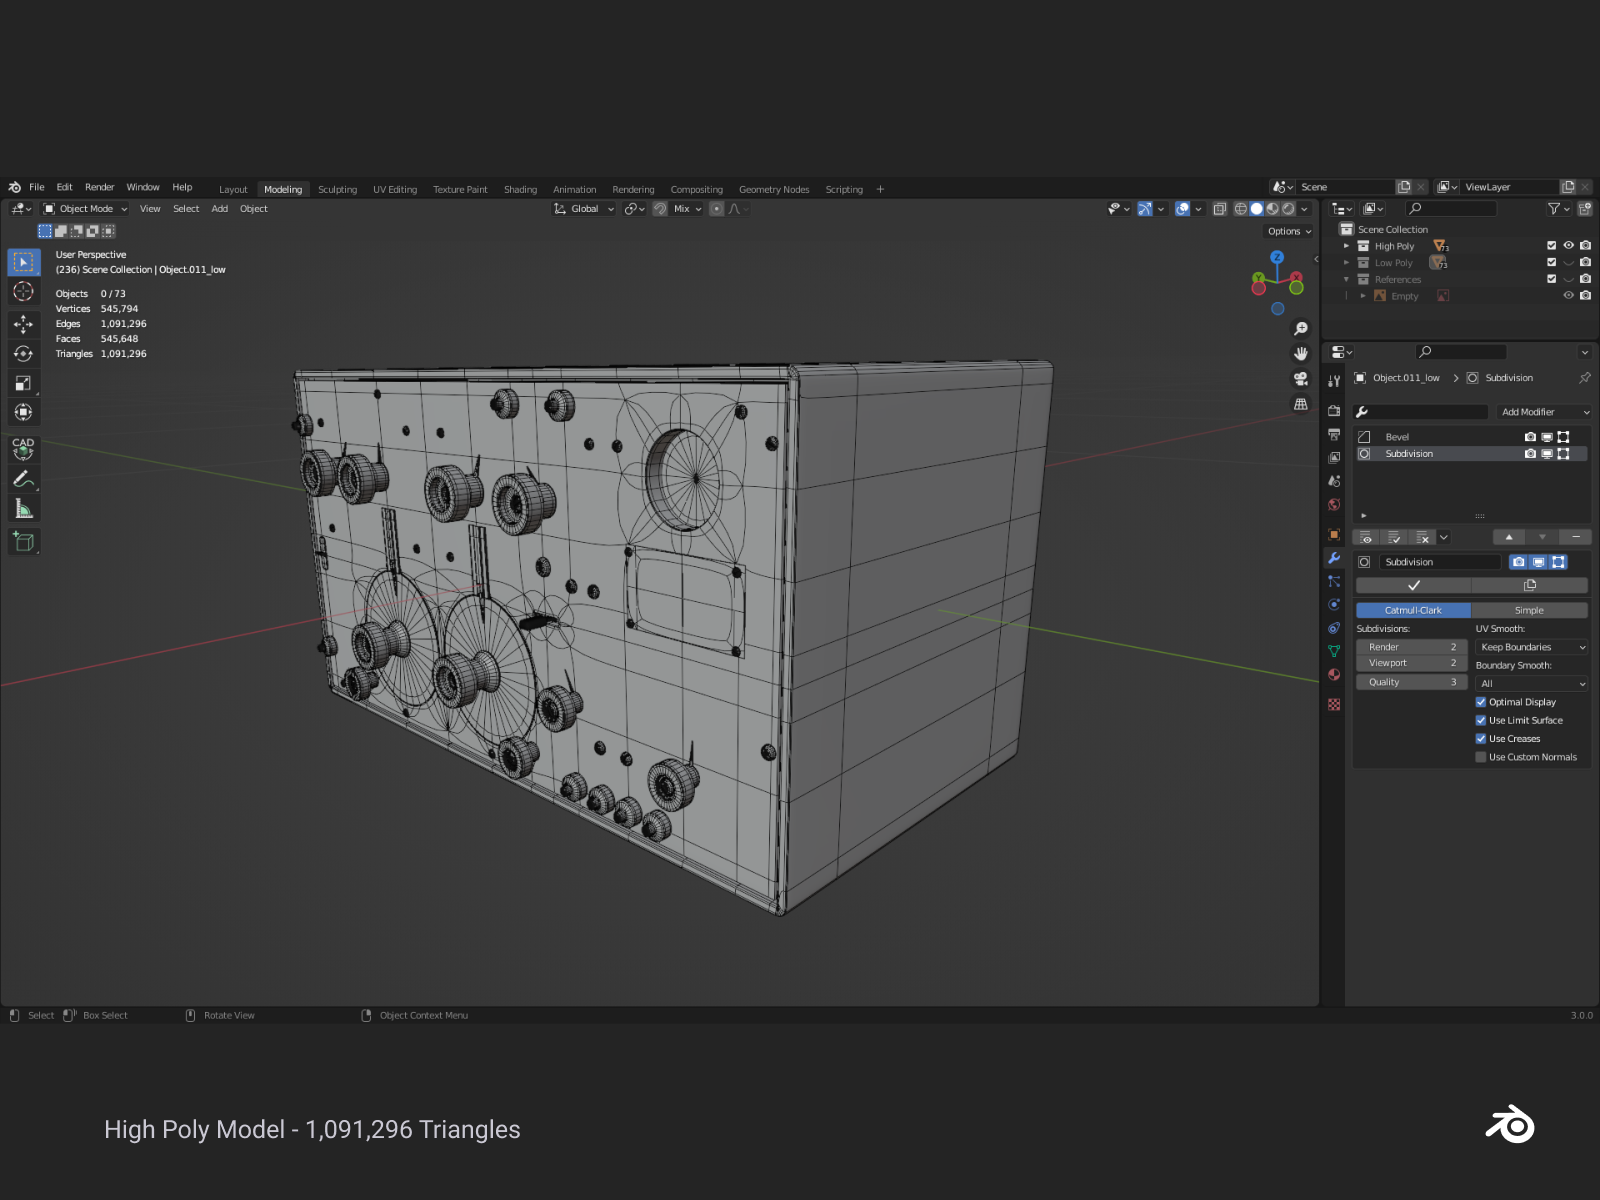 File Edit Render Window Help Layout Modeling Sculpting UV Editing Texture Paint Shading Animation Rendering Compositing Geometry Nodes Scripting + Scene ViewLayer
Object Mode View Select Add Object Global Mix
Options
User Perspective
(236) Scene Collection | Object.011_low
Objects 0 / 73
Vertices 545,794
Edges 1,091,296
Faces 545,648
Triangles 1,091,296
CAD
Z
Y
X
Scene Collection
High Poly 73
Low Poly 73
References
Empty
Object.011_low > Subdivision
Add Modifier
Bevel
Subdivision
Subdivision
Catmull-Clark Simple
Subdivisions: UV Smooth:
Render 2 Keep Boundaries
Viewport 2 Boundary Smooth:
Quality 3 All
Optimal Display
Use Limit Surface
Use Creases
Use Custom Normals
Select Box Select Rotate View Object Context Menu 3.0.0
High Poly Model - 1,091,296 Triangles